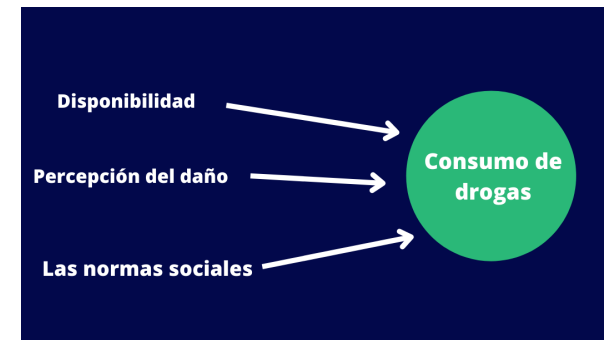 Disponibilidad
Percepción del daño
Las normas sociales
Consumo de
drogas